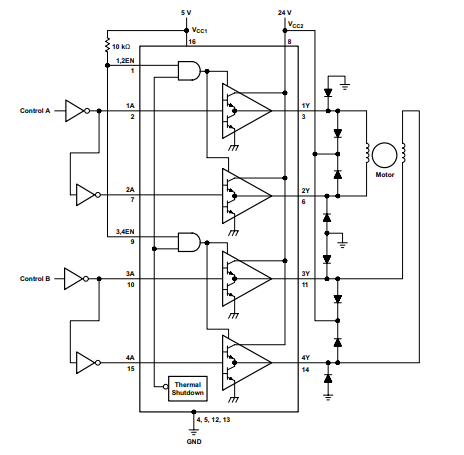 5 V
24 V
VCC1
VCC2
10 kΩ
16
8
1,2EN
1
Control A
1A
2
1Y
3
Motor
2A
7
2Y
6
3,4EN
9
Control B
3A
10
3Y
11
4A
15
4Y
14
Thermal
Shutdown
4, 5, 12, 13
GND